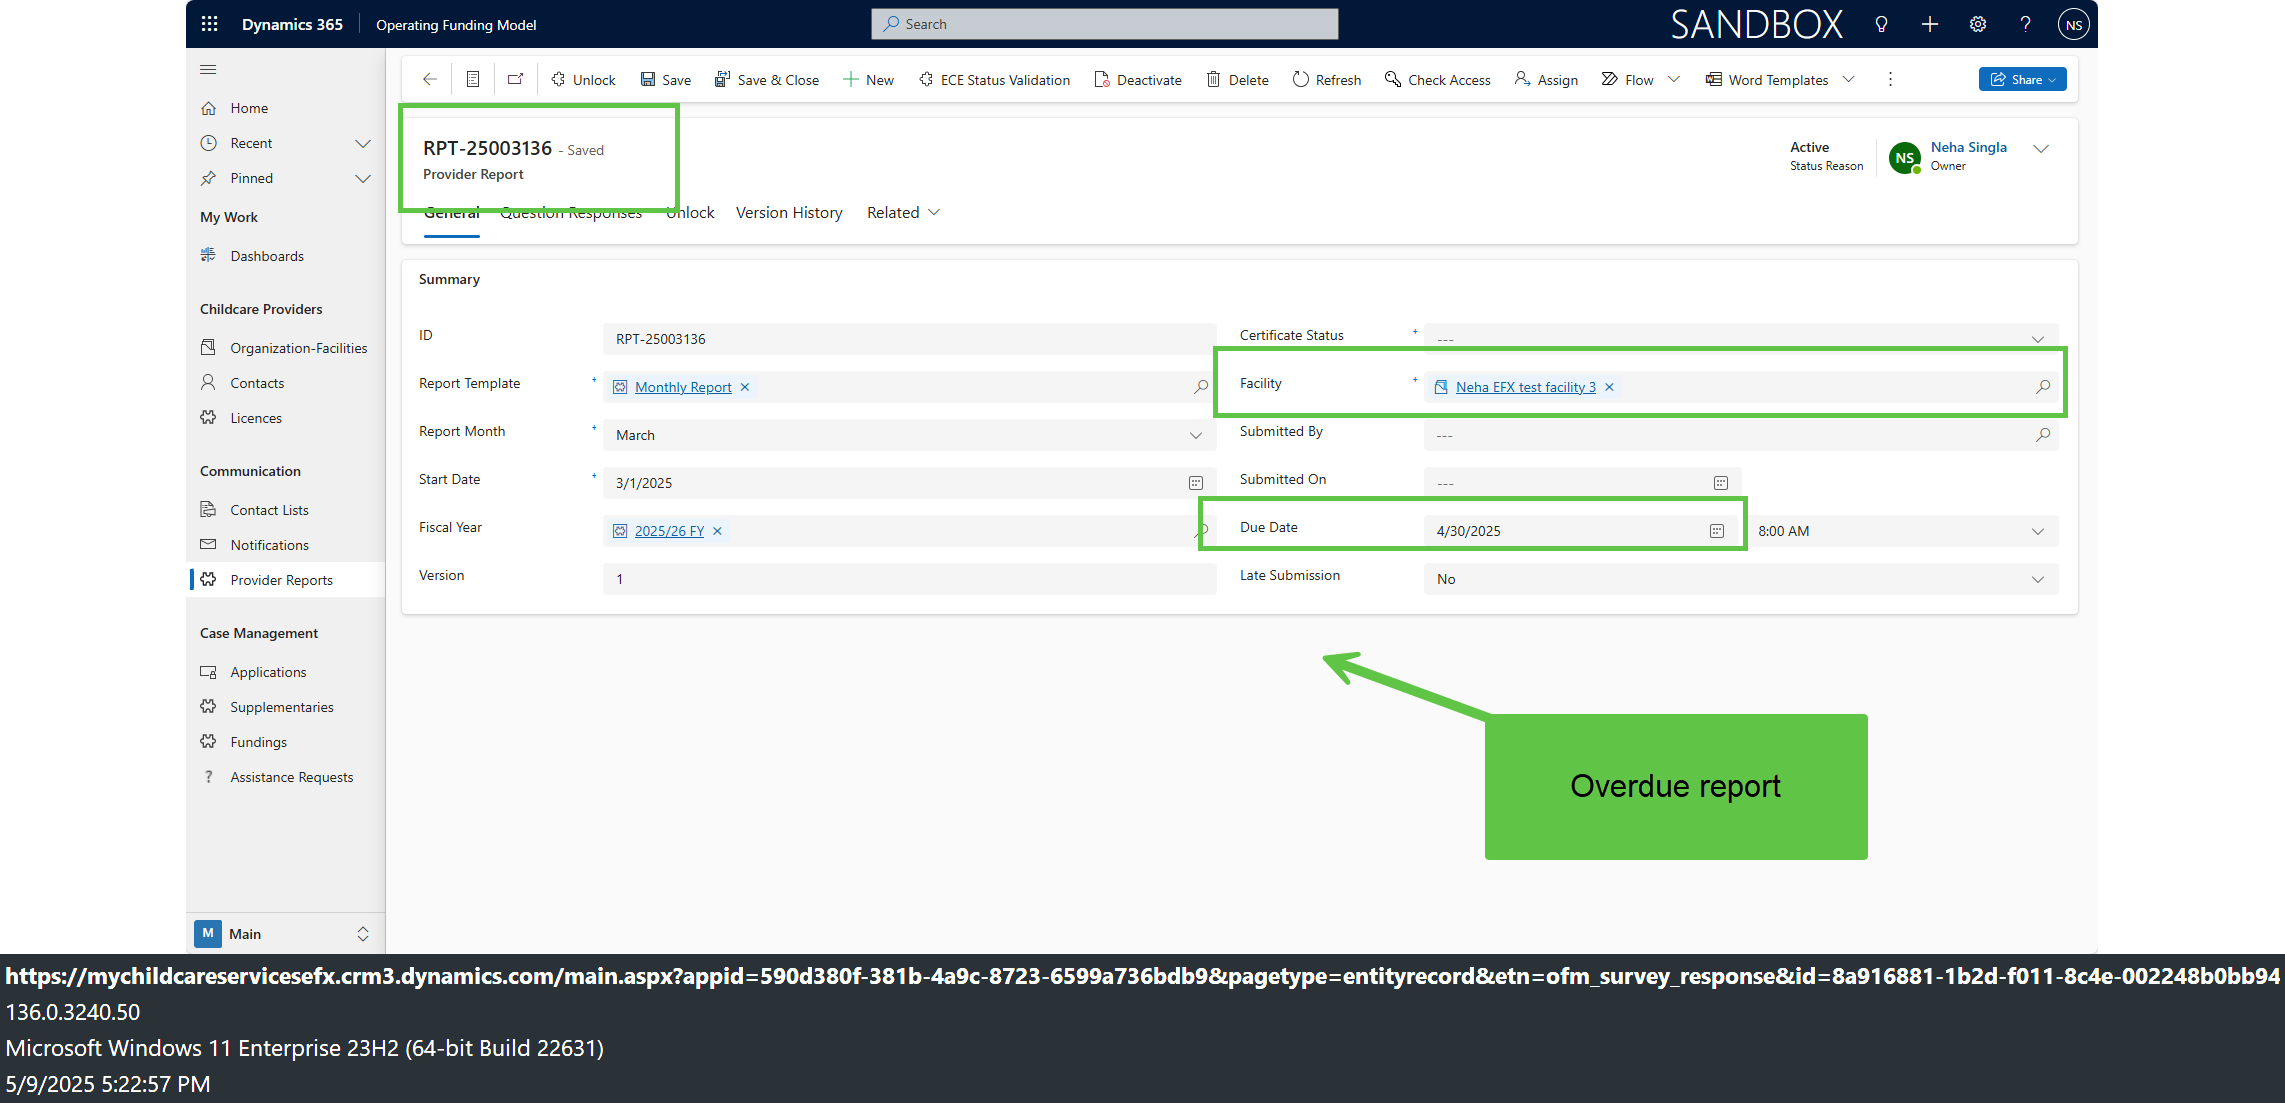 Dynamics 365
Operating Funding Model
Search
SANDBOX
NS
Unlock
Save
Save & Close
New
ECE Status Validation
Deactivate
Delete
Refresh
Check Access
Assign
Flow
Word Templates
Share
Home
Recent
Pinned
My Work
Dashboards
Childcare Providers
Organization-Facilities
Contacts
Licences
Communication
Contact Lists
Notifications
Provider Reports
Case Management
Applications
Supplementaries
Fundings
Assistance Requests
M Main
RPT-25003136 - Saved
Provider Report
Active
Status Reason
NS
Neha Singla
Owner
General
Question Responses
Unlock
Version History
Related
Summary
ID
RPT-25003136
Report Template
Monthly Report
Report Month
March
Start Date
3/1/2025
Fiscal Year
2025/26 FY
Version
1
Certificate Status
---
Facility
Neha EFX test facility 3
Submitted By
---
Submitted On
---
Due Date
4/30/2025
8:00 AM
Late Submission
No
Overdue report
https://mychildcareservicesefx.crm3.dynamics.com/main.aspx?appid=590d380f-381b-4a9c-8723-6599a736bdb9&pagetype=entityrecord&etn=ofm_survey_response&id=8a916881-1b2d-f011-8c4e-002248b0bb94
136.0.3240.50
Microsoft Windows 11 Enterprise 23H2 (64-bit Build 22631)
5/9/2025 5:22:57 PM